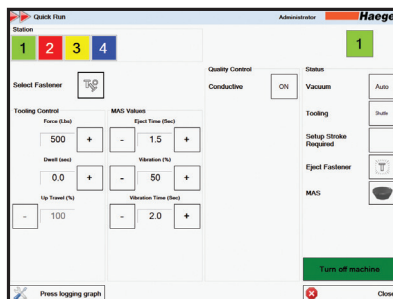 Quick Run
Administrator
Haege
Station
1 2 3 4
1
Select Fastener
Quality Control
Conductive
ON
Status
Vacuum
Auto
Tooling
Shuttle
Setup Stroke
Required
Eject Fastener
MAS
Tooling Control
Force (Lbs)
500 +
Dwell (sec)
0.0 +
Up Travel (%)
- 100
MAS Values
Eject Time (Sec)
- 1.5 +
Vibration (%)
- 50 +
Vibration Time (Sec)
- 2.0 +
Turn off machine
Press logging graph
Close